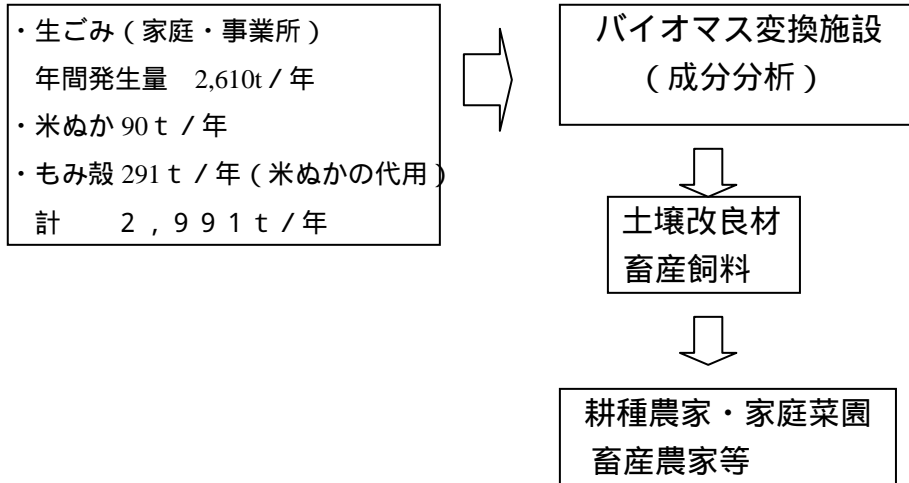 ・生ごみ（家庭・事業所）
年間発生量　2,610t／年
・米ぬか 90ｔ／年
・もみ殻 291ｔ／年（米ぬかの代用）
計　　２,９９１ｔ／年
バイオマス変換施設
（成分分析）
土壌改良材
畜産飼料
耕種農家・家庭菜園
畜産農家等